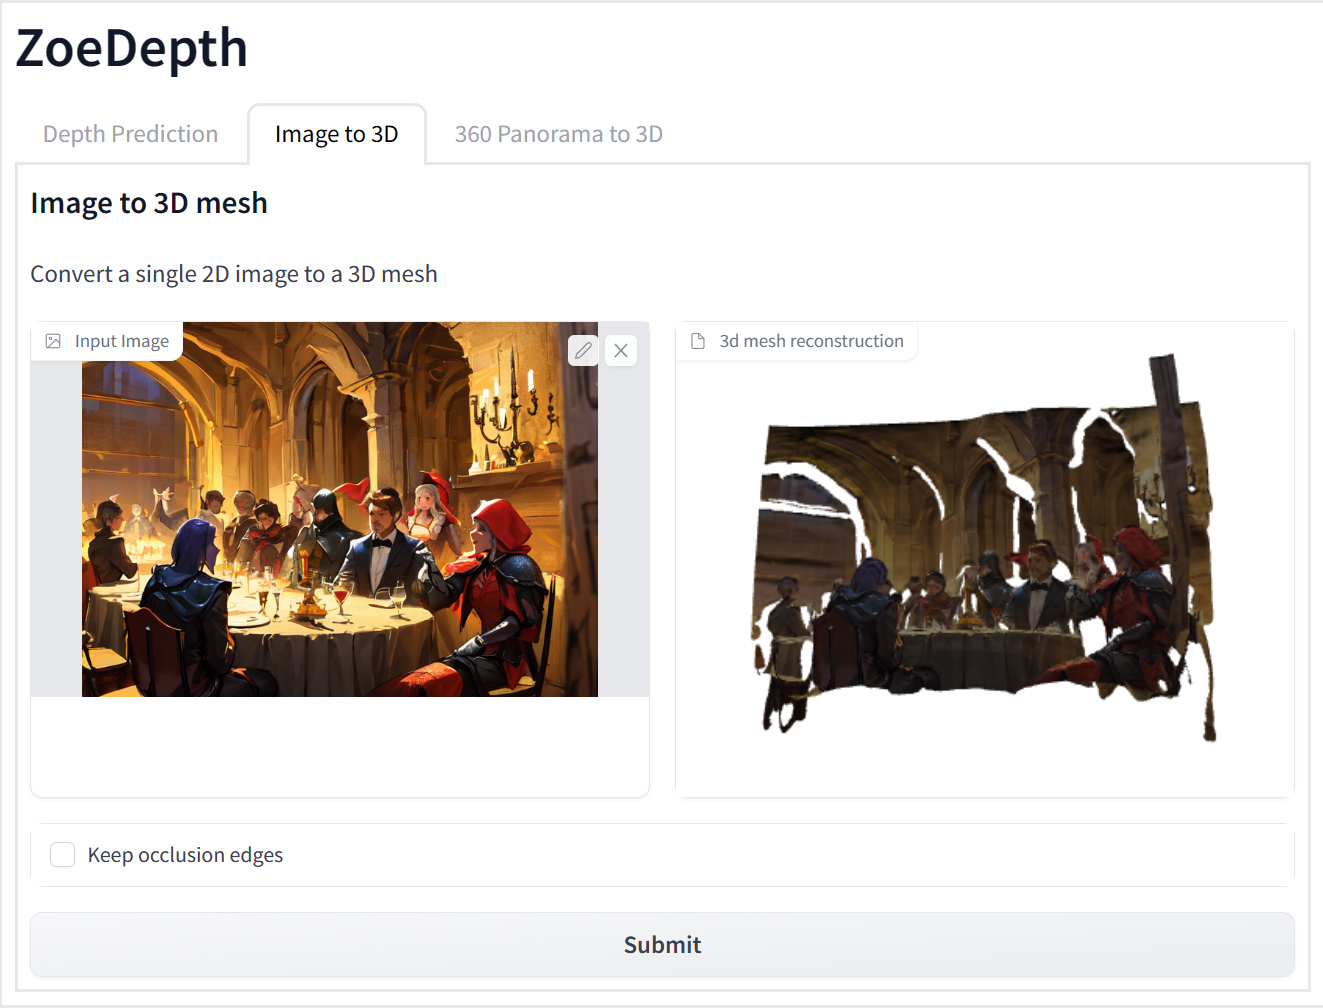 ZoeDepth
Depth Prediction
Image to 3D
360 Panorama to 3D
Image to 3D mesh
Convert a single 2D image to a 3D mesh
Input Image
3d mesh reconstruction
Keep occlusion edges
Submit